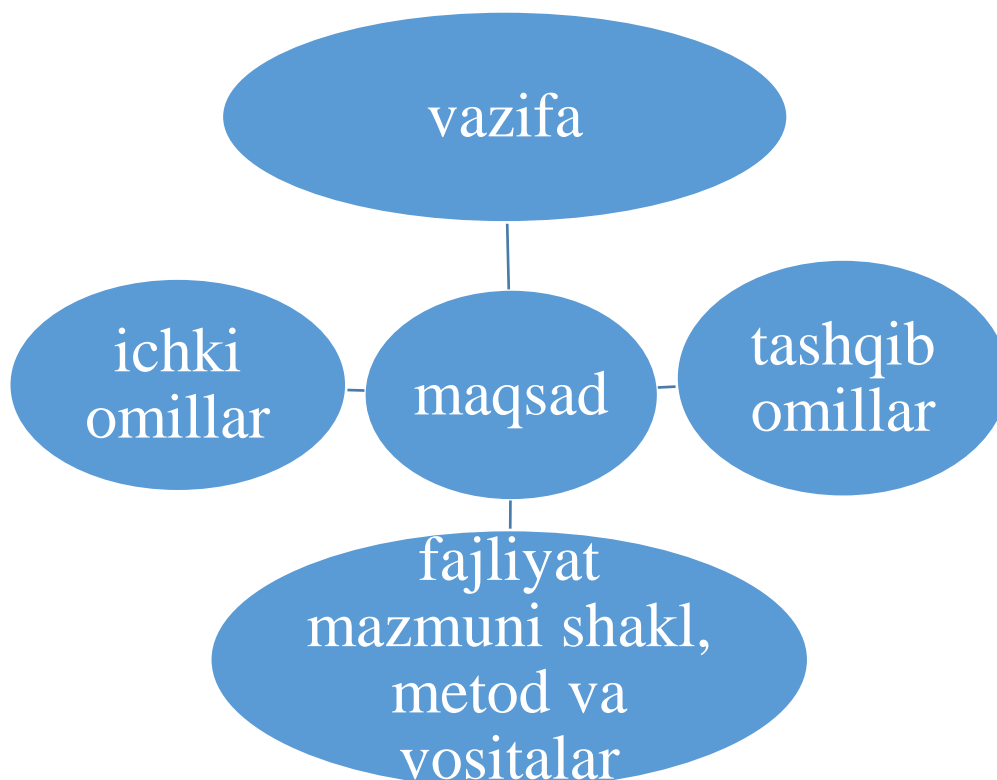 vazifa
ichki
omillar
maqsad
tashqib
omillar
fajliyat
mazmuni shakl,
metod va
vositalar